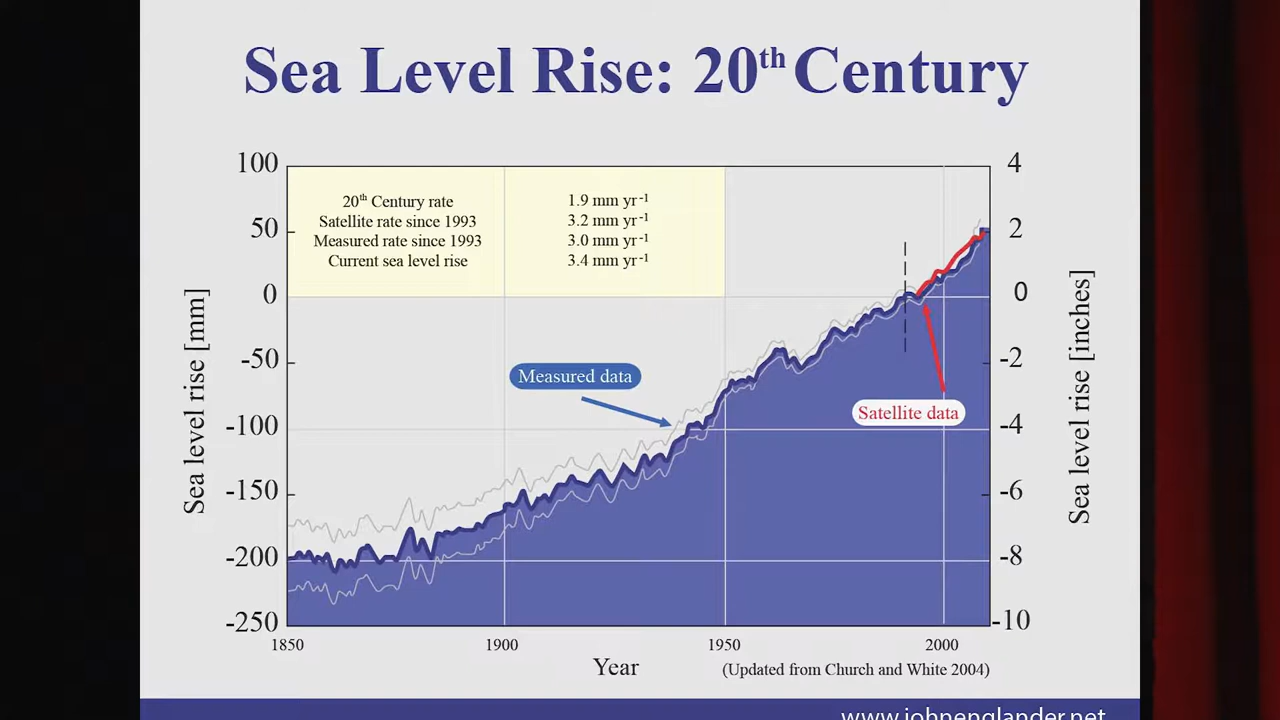 Sea Level Rise: 20th Century
100
50
0
-50
-100
-150
-200
-250
Sea level rise [mm]
20th Century rate 1.9 mm yr-1
Satellite rate since 1993 3.2 mm yr-1
Measured rate since 1993 3.0 mm yr-1
Current sea level rise 3.4 mm yr-1
Measured data
Satellite data
4
2
0
-2
-4
-6
-8
-10
Sea level rise [inches]
1850 1900 1950 2000
Year
(Updated from Church and White 2004)
www.johnenglander.net